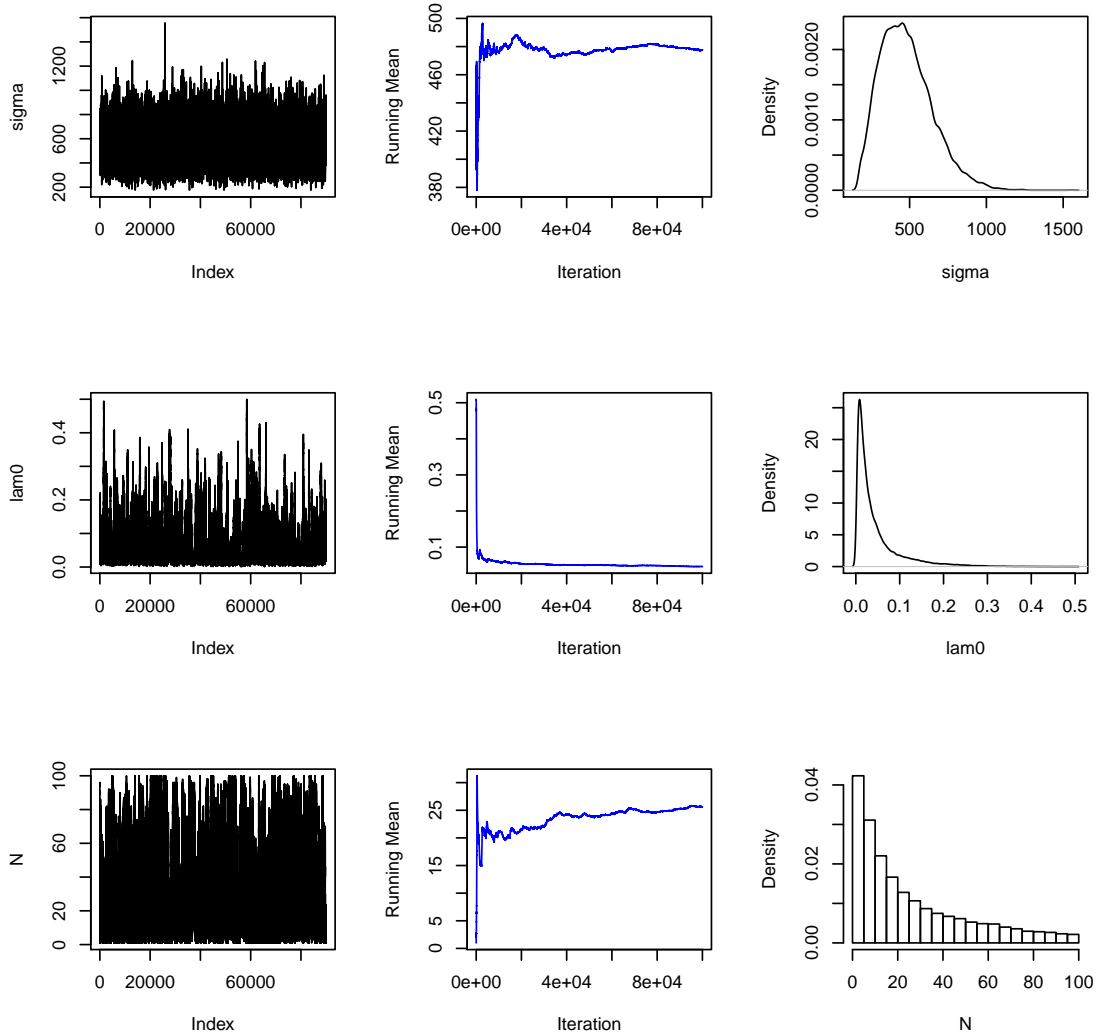 sigma
200 600 1200
0 20000 60000
Index
Running Mean
380 420 460 500
0e+00 4e+04 8e+04
Iteration
Density
0.0000 0.0010 0.0020
500 1000 1500
sigma
lam0
0.0 0.2 0.4
0 20000 60000
Index
Running Mean
0.1 0.3 0.5
0e+00 4e+04 8e+04
Iteration
Density
0 5 10 20
0.0 0.1 0.2 0.3 0.4 0.5
lam0
N
0 20 60 100
0 20000 60000
Index
Running Mean
0 5 15 25
0e+00 4e+04 8e+04
Iteration
Density
0.00 0.02 0.04
0 20 40 60 80 100
N